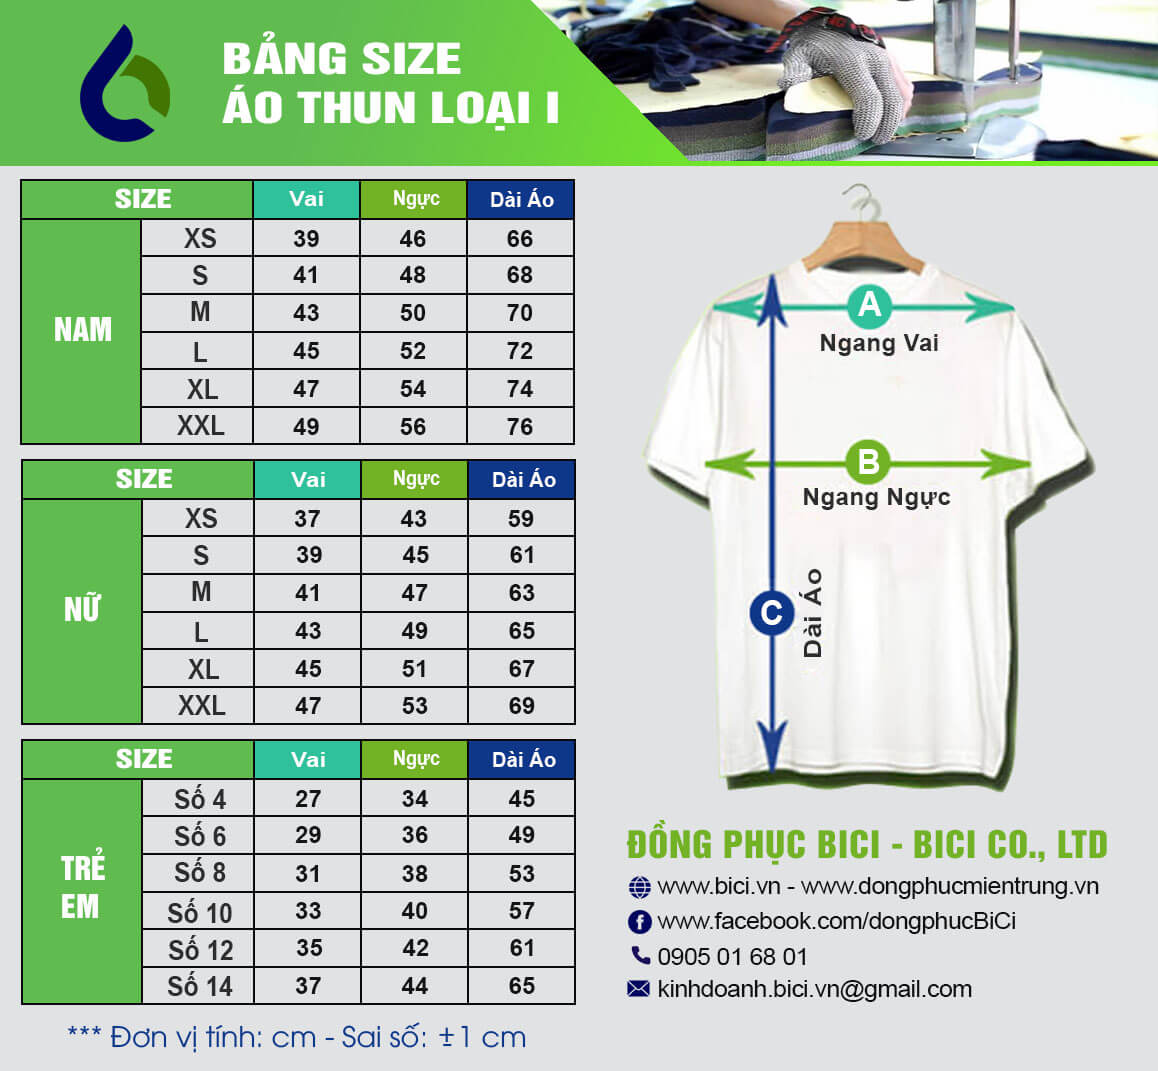 BẢNG SIZE
ÁO THUN LOẠI I
SIZE Vai Ngực Dài Áo
NAM
XS 39 46 66
S 41 48 68
M 43 50 70
L 45 52 72
XL 47 54 74
XXL 49 56 76
SIZE Vai Ngực Dài Áo
NỮ
XS 37 43 59
S 39 45 61
M 41 47 63
L 43 49 65
XL 45 51 67
XXL 47 53 69
SIZE Vai Ngực Dài Áo
TRẺ
EM
Số 4 27 34 45
Số 6 29 36 49
Số 8 31 38 53
Số 10 33 40 57
Số 12 35 42 61
Số 14 37 44 65
*** Đơn vị tính: cm - Sai số: ±1 cm
A
Ngang Vai
B
Ngang Ngực
C
Dài Áo
ĐỒNG PHỤC BICI - BICI CO., LTD
www.bici.vn - www.dongphucmientrung.vn
www.facebook.com/dongphucBiCi
0905 01 68 01
kinhdoanh.bici.vn@gmail.com